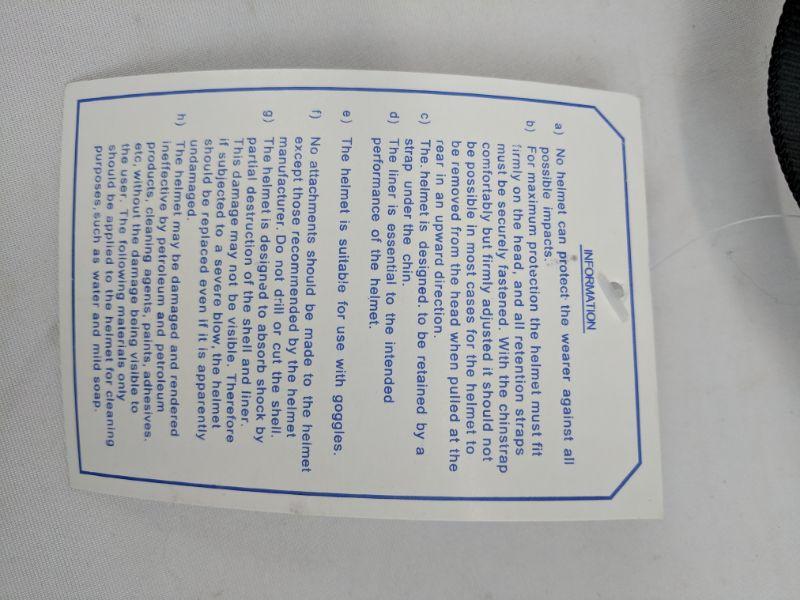 INFORMATION
a) No helmet can protect the wearer against all
possible impacts.
b) For maximum protection the helmet must fit
firmly on the head, and all retention straps
must be securely fastened. With the chinstrap
comfortably but firmly adjusted it should not
be possible in most cases for the helmet to
be removed from the head when pulled at the
rear in an upward direction.
c) The helmet is designed, to be retained by a
strap under the chin.
d) The liner is essential to the intended
performance of the helmet.
e) The helmet is suitable for use with goggles.
f) No attachments should be made to the helmet
except those recommended by the helmet
manufacturer. Do not drill or cut the shell.
g) The helmet is designed to absorb shock by
partial destruction of the shell and liner.
This damage may not be visible. Therefore
if subjected to a severe blow, the helmet
should be replaced even if it is apparently
undamaged.
h) The helmet may be damaged and rendered
ineffective by petroleum and petroleum
products, cleaning agents, paints, adhesives.
etc, without the damage being visible to
the user. The following materials only
should be applied to the helmet for cleaning
purposes, such as water and mild soap.